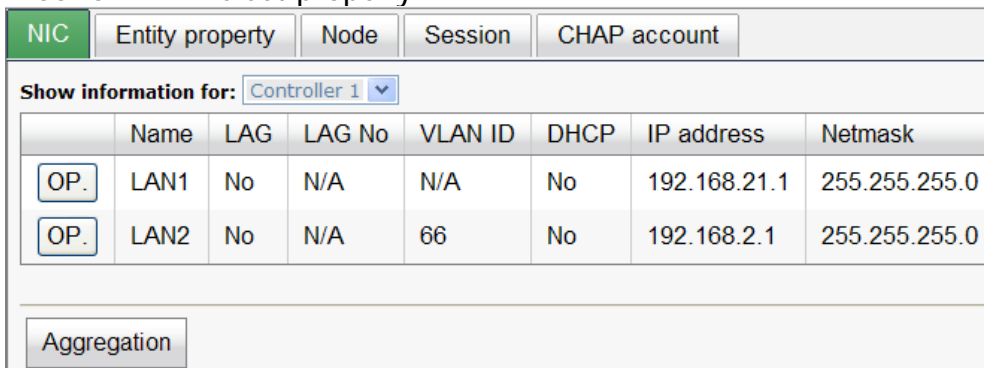 NIC Entity property Node Session CHAP account
Show information for: Controller 1
Name LAG LAG No VLAN ID DHCP IP address Netmask
OP. LAN1 No N/A N/A No 192.168.21.1 255.255.255.0
OP. LAN2 No N/A 66 No 192.168.2.1 255.255.255.0
Aggregation